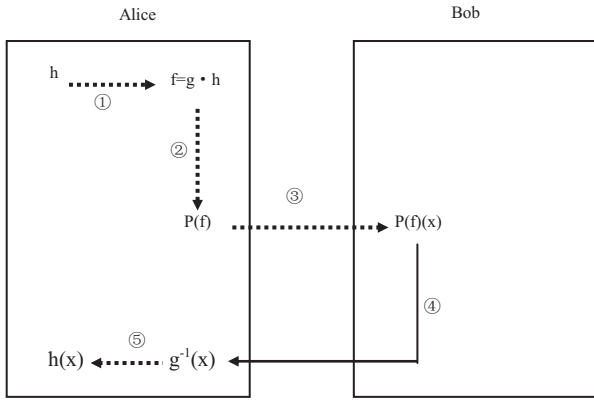 Alice
Bob
h
f=g・h
①
②
③
P(f)
P(f)(x)
④
⑤
h(x)
g⁻¹(x)